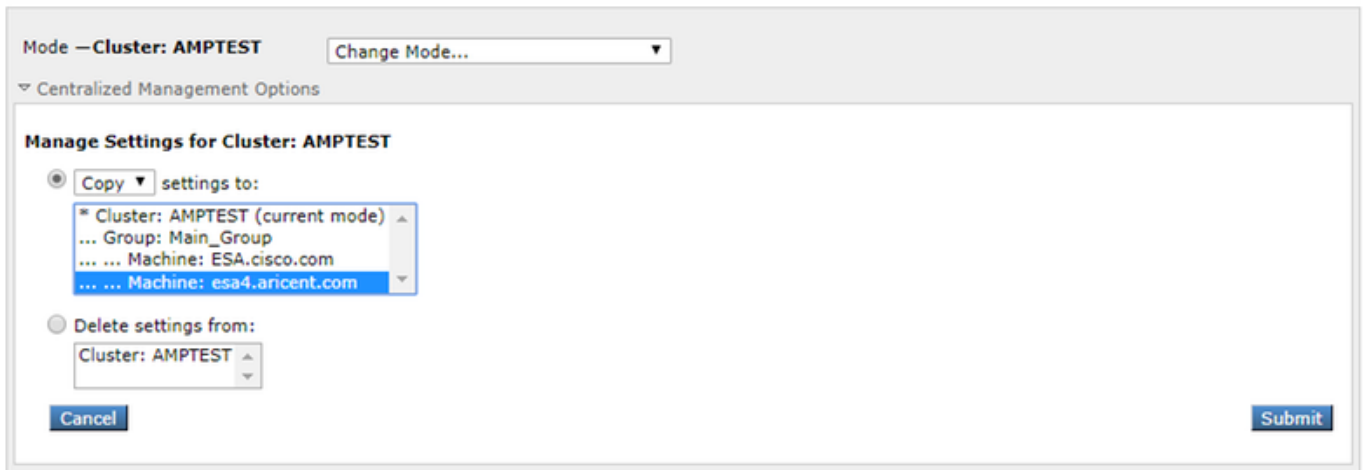 Mode —Cluster: AMPTEST Change Mode...
Centralized Management Options
Manage Settings for Cluster: AMPTEST
Copy settings to:
* Cluster: AMPTEST (current mode)
... Group: Main_Group
... ... Machine: ESA.cisco.com
... ... Machine: esa4.aricent.com
Delete settings from:
Cluster: AMPTEST
Cancel Submit